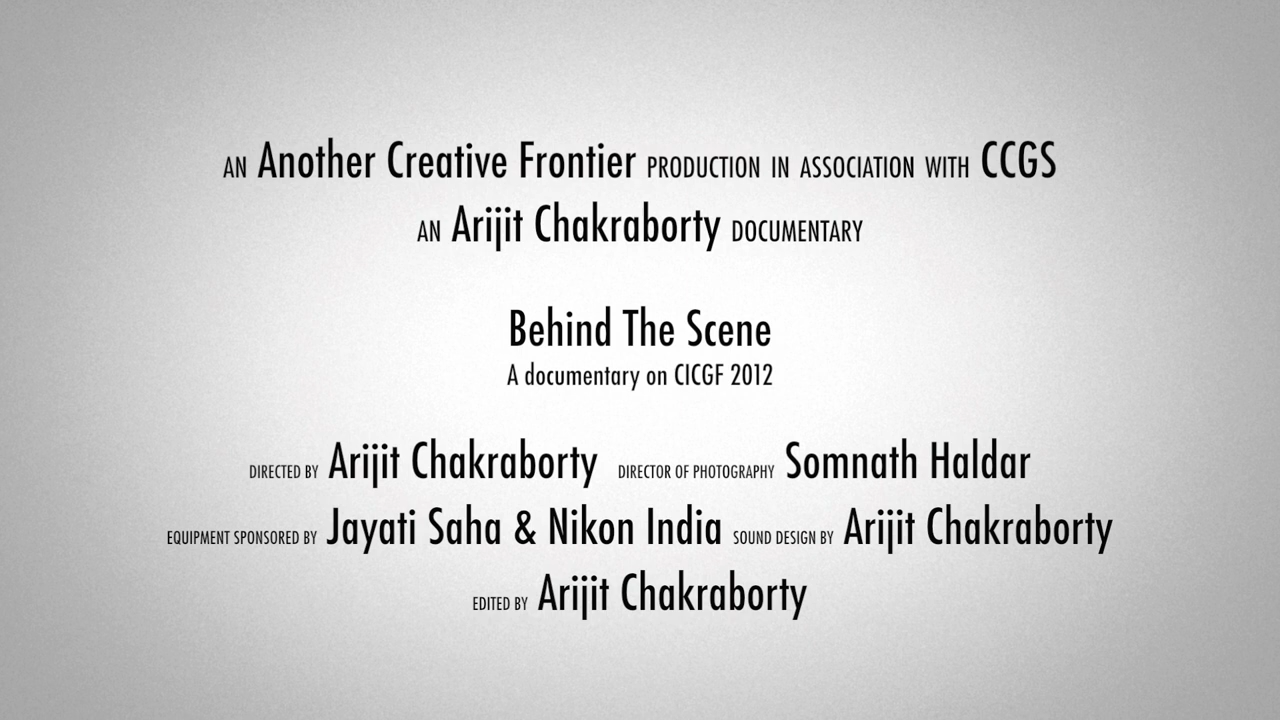 AN Another Creative Frontier PRODUCTION IN ASSOCIATION WITH CCGS
AN Arijit Chakraborty DOCUMENTARY
Behind The Scene
A documentary on CICGF 2012
DIRECTED BY Arijit Chakraborty DIRECTOR OF PHOTOGRAPHY Somnath Haldar
EQUIPMENT SPONSORED BY Jayati Saha & Nikon India SOUND DESIGN BY Arijit Chakraborty
EDITED BY Arijit Chakraborty